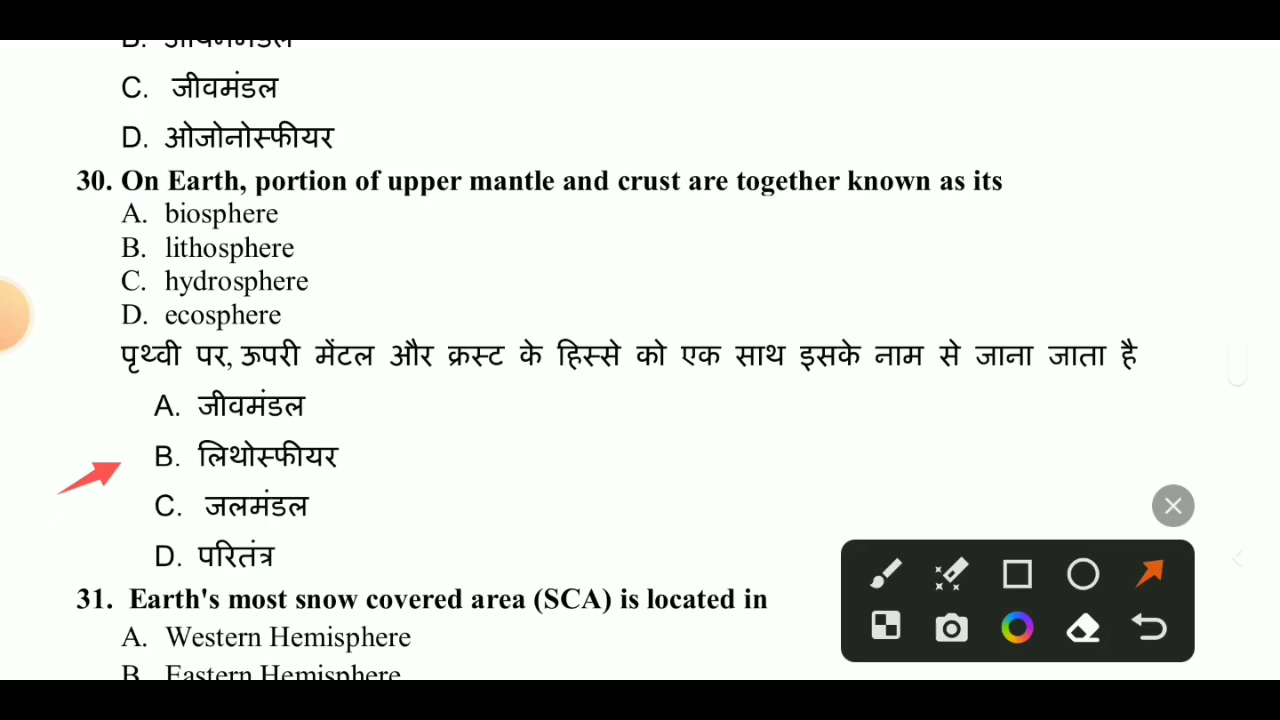 C. जीवमंडल
D. ओजोनोस्फीयर
30. On Earth, portion of upper mantle and crust are together known as its
A. biosphere
B. lithosphere
C. hydrosphere
D. ecosphere
पृथ्वी पर, ऊपरी मेंटल और क्रस्ट के हिस्से को एक साथ इसके नाम से जाना जाता है
A. जीवमंडल
B. लिथोस्फीयर
C. जलमंडल
D. परितंत्र
31. Earth's most snow covered area (SCA) is located in
A. Western Hemisphere
B. Eastern Hemisphere